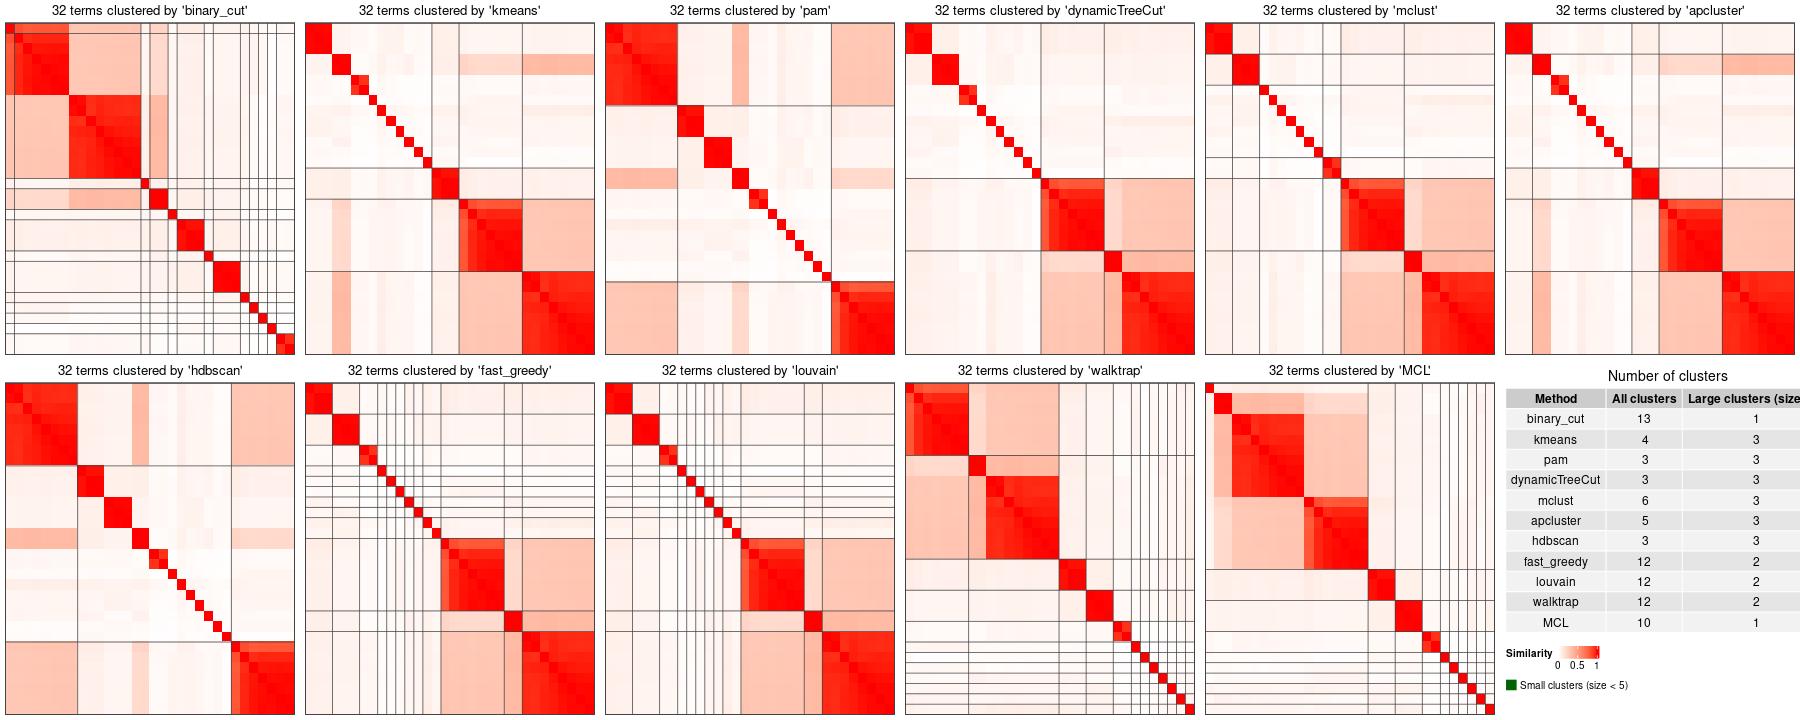 32 terms clustered by 'binary_cut'
32 terms clustered by 'kmeans'
32 terms clustered by 'pam'
32 terms clustered by 'dynamicTreeCut'
32 terms clustered by 'mclust'
32 terms clustered by 'apcluster'
32 terms clustered by 'hdbscan'
32 terms clustered by 'fast_greedy'
32 terms clustered by 'louvain'
32 terms clustered by 'walktrap'
32 terms clustered by 'MCL'
Number of clusters
Method All clusters Large clusters (size
binary_cut 13 1
kmeans 4 3
pam 3 3
dynamicTreeCut 3 3
mclust 6 3
apcluster 5 3
hdbscan 3 3
fast_greedy 12 2
louvain 12 2
walktrap 12 2
MCL 10 1
Similarity
0 0.5 1
Small clusters (size < 5)